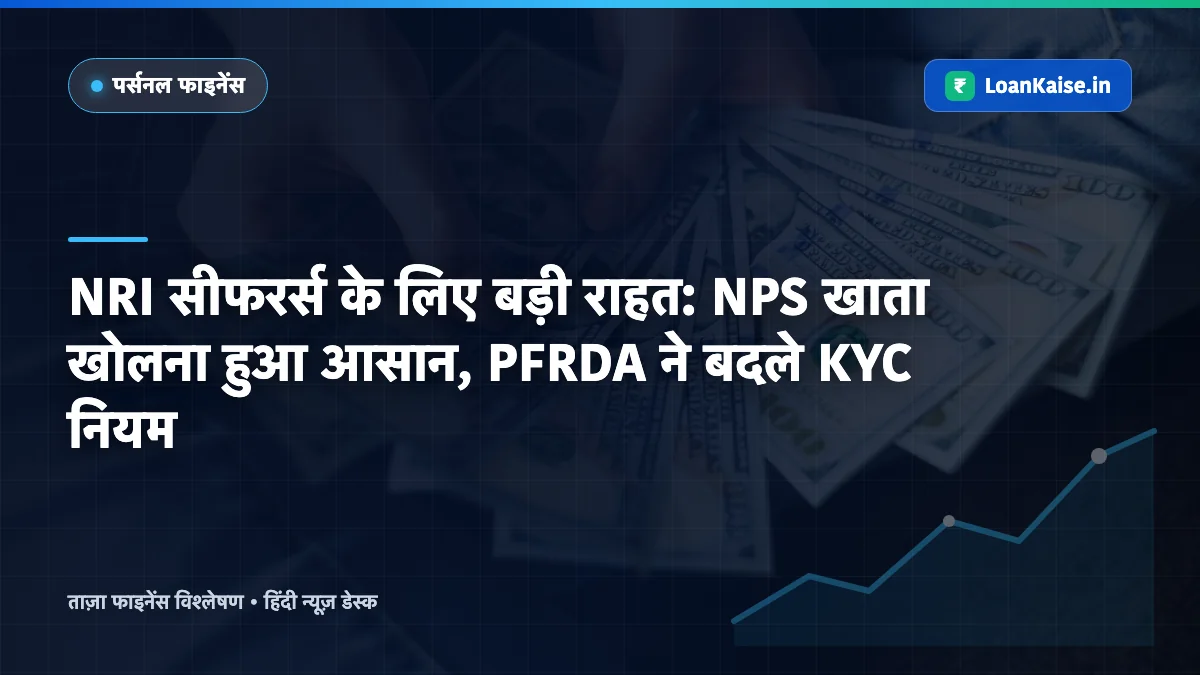 पर्सनल फाइनेंस
₹ LoanKaise.in
NRI सीफरर्स के लिए बड़ी राहत: NPS खाता
खोलना हुआ आसान, PFRDA ने बदले KYC
नियम
ताज़ा फाइनेंस विश्लेषण • हिंदी न्यूज़ डेस्क